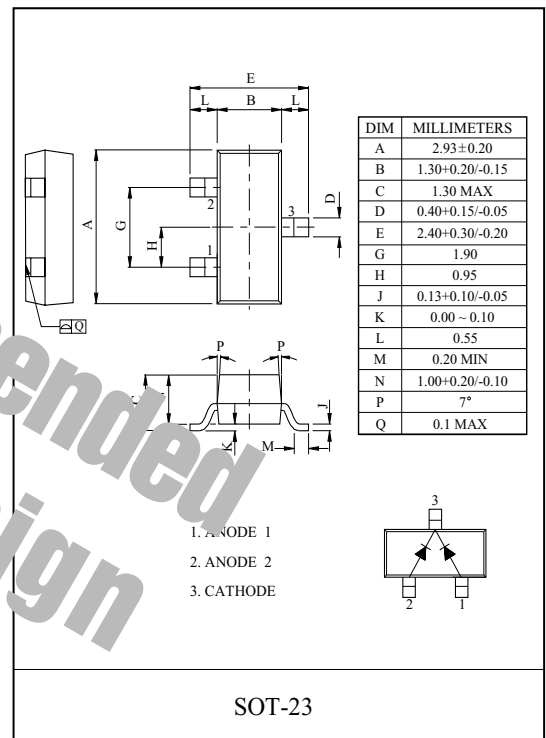 E
L B L
A
G
H
2
1
3
D
⏥ Q
DIM MILLIMETERS
A 2.93±0.20
B 1.30+0.20/-0.15
C 1.30 MAX
D 0.40+0.15/-0.05
E 2.40+0.30/-0.20
G 1.90
H 0.95
J 0.13+0.10/-0.05
K 0.00 ~ 0.10
L 0.55
M 0.20 MIN
N 1.00+0.20/-0.10
P 7°
Q 0.1 MAX
P P
J
K
M
1. ANODE 1
2. ANODE 2
3. CATHODE
3
2 1
SOT-23